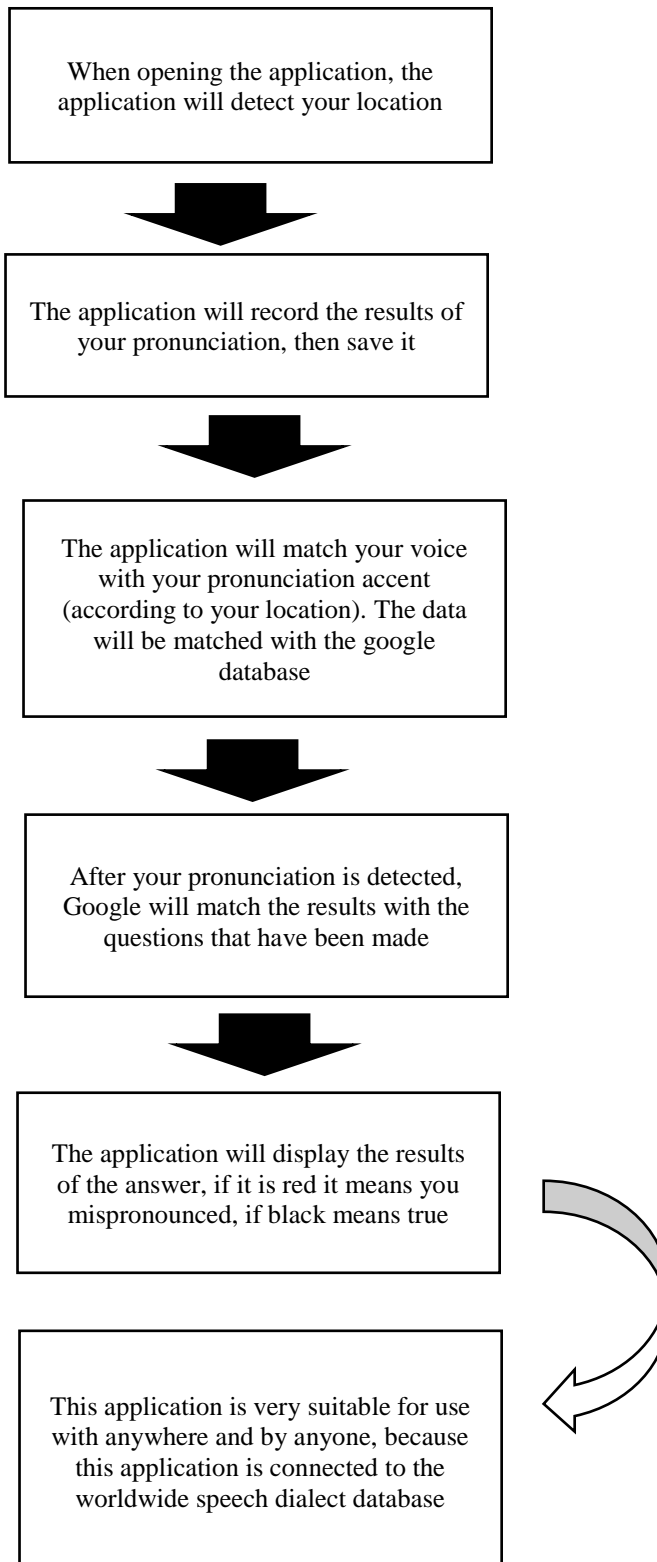 When opening the application, the
application will detect your location
The application will record the results of
your pronunciation, then save it
The application will match your voice
with your pronunciation accent
(according to your location). The data
will be matched with the google
database
After your pronunciation is detected,
Google will match the results with the
questions that have been made
The application will display the results
of the answer, if it is red it means you
mispronounced, if black means true
This application is very suitable for use
with anywhere and by anyone, because
this application is connected to the
worldwide speech dialect database